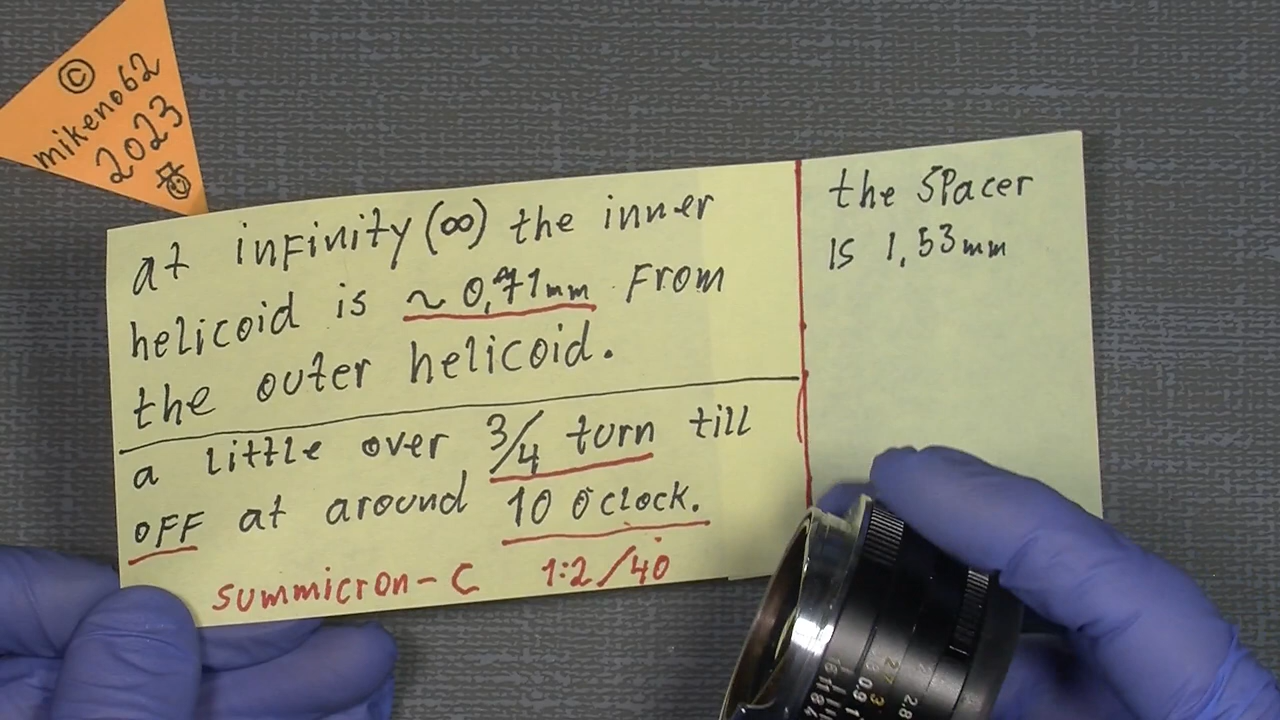 © 
mikeno62
2023
at infinity (∞) the inner
helicoid is ~ 0,71mm From
the outer helicoid.
a little over 3/4 turn till
OFF at around 10 o'clock.
summicron-C 1:2/40
the SPacer
is 1,53mm